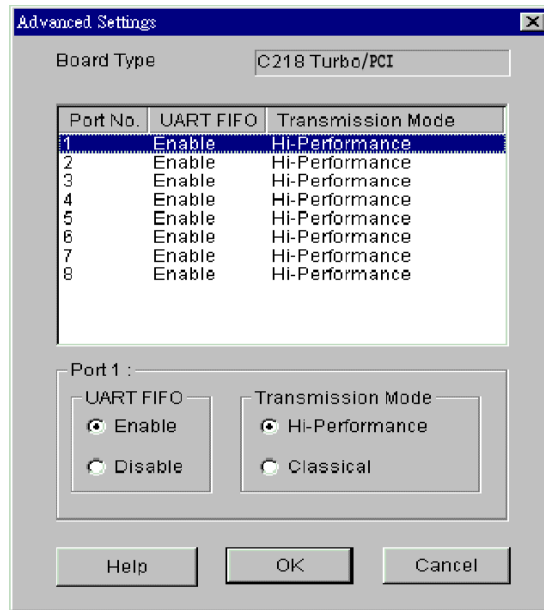 Advanced Settings
Board Type C218 Turbo/PCI
Port No. UART FIFO Transmission Mode
1 Enable Hi-Performance
2 Enable Hi-Performance
3 Enable Hi-Performance
4 Enable Hi-Performance
5 Enable Hi-Performance
6 Enable Hi-Performance
7 Enable Hi-Performance
8 Enable Hi-Performance
Port 1 :
UART FIFO Transmission Mode
Enable Hi-Performance
Disable Classical
Help OK Cancel